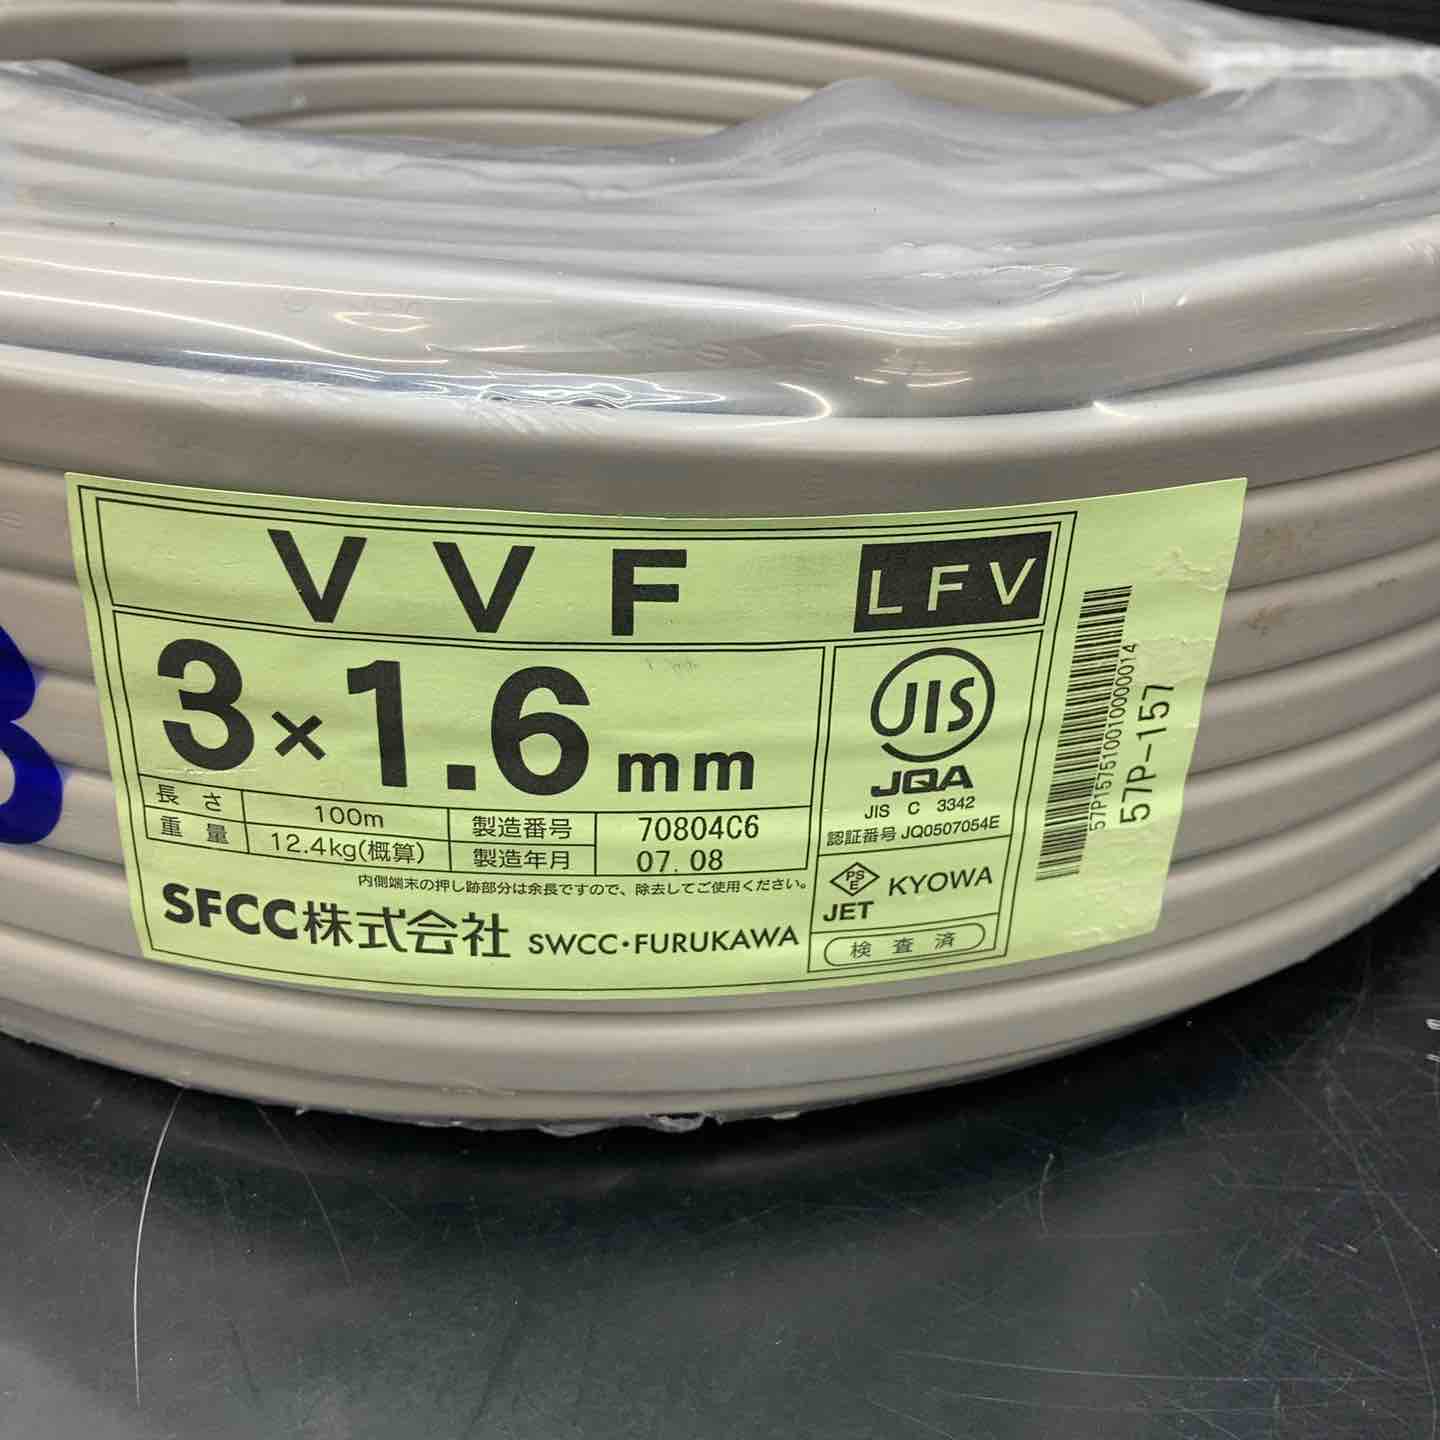 VVF LFV
3×1.6mm
長さ 100m 製造番号 70804C6
重量 12.4kg(概算) 製造年月 07.08
内側端末の押し跡部分は余長ですので、除去してご使用ください。
SFCC株式会社 SWCC・FURUKAWA
JIS
JQA
JIS C 3342
認証番号 JQ0507054E
PSE
JET KYOWA
検査済
57P1575100100000014
57P-157